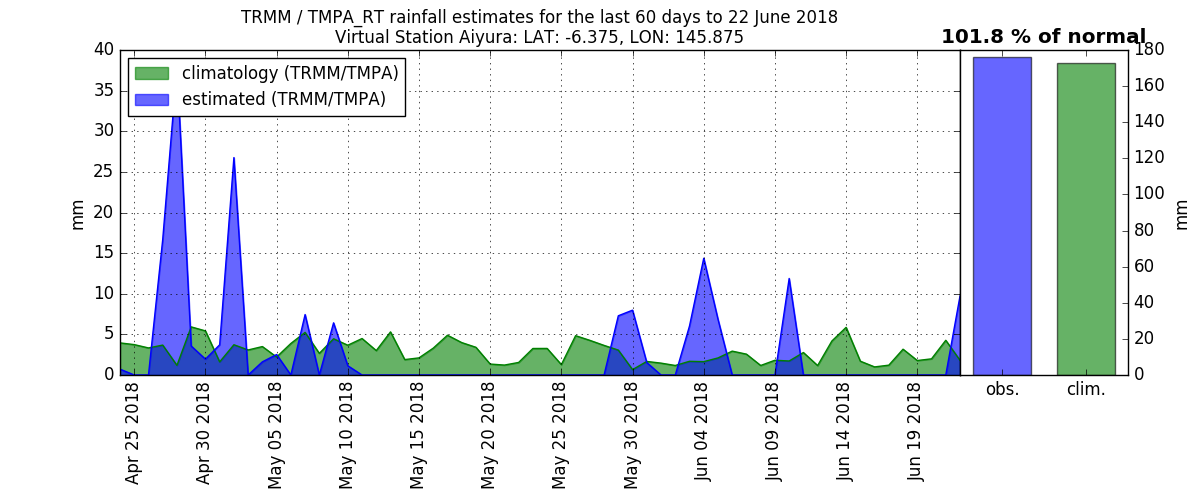 TRMM / TMPA_RT rainfall estimates for the last 60 days to 22 June 2018
Virtual Station Aiyura: LAT: -6.375, LON: 145.875
101.8 % of normal
climatology (TRMM/TMPA)
estimated (TRMM/TMPA)
mm
40
35
30
25
20
15
10
5
0
Apr 25 2018
Apr 30 2018
May 05 2018
May 10 2018
May 15 2018
May 20 2018
May 25 2018
May 30 2018
Jun 04 2018
Jun 09 2018
Jun 14 2018
Jun 19 2018
obs.
clim.
180
160
140
120
100
80
60
40
20
0
mm